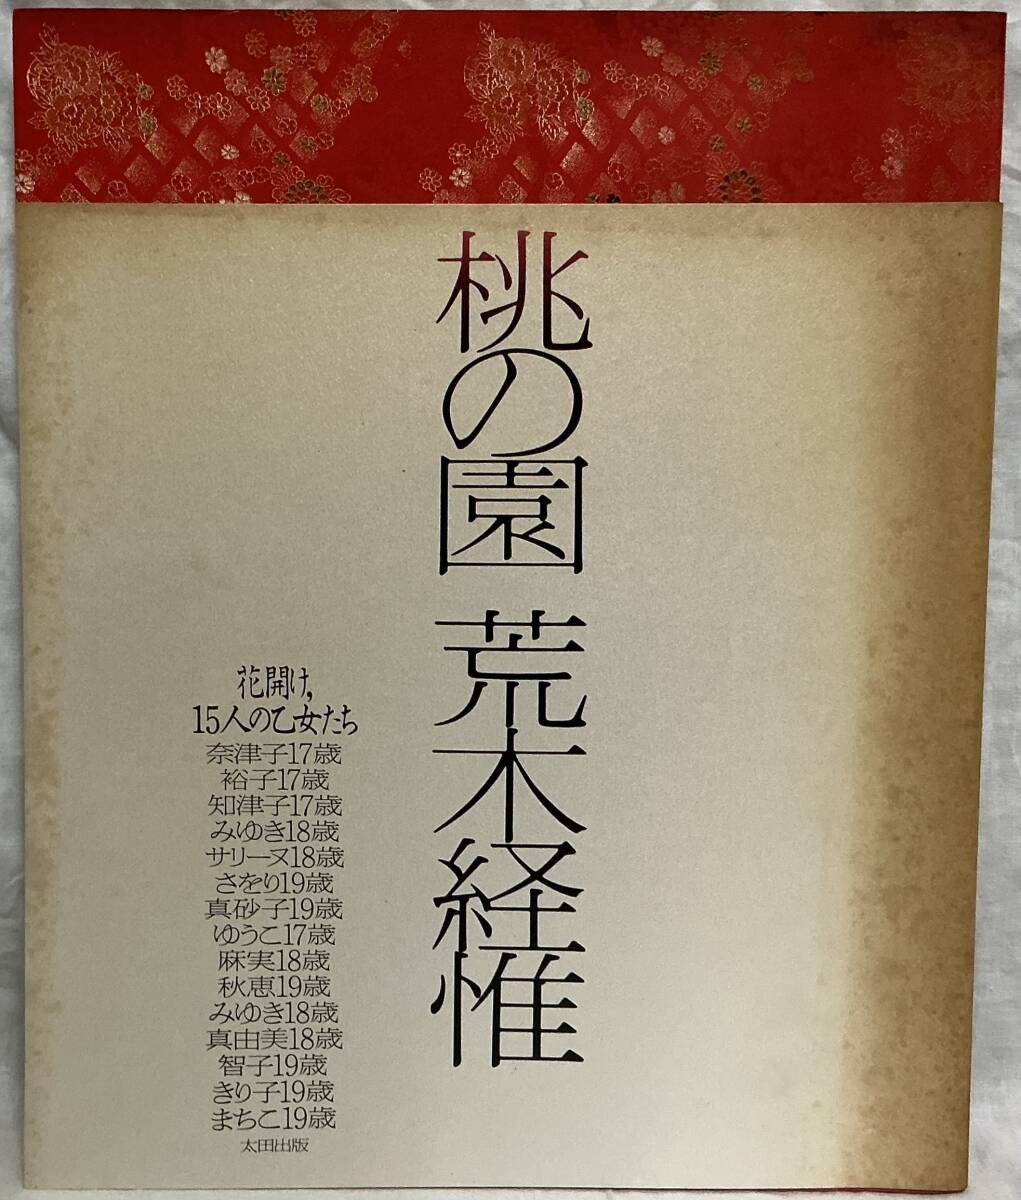 桃の園 荒木経惟
花開け,
15人の乙女たち
奈津子17歳
裕子17歳
知津子17歳
みゆき18歳
サリーヌ18歳
さをり19歳
真砂子19歳
ゆうこ17歳
麻実18歳
秋恵19歳
みゆき18歳
真由美18歳
智子19歳
きり子19歳
まちこ19歳
太田出版